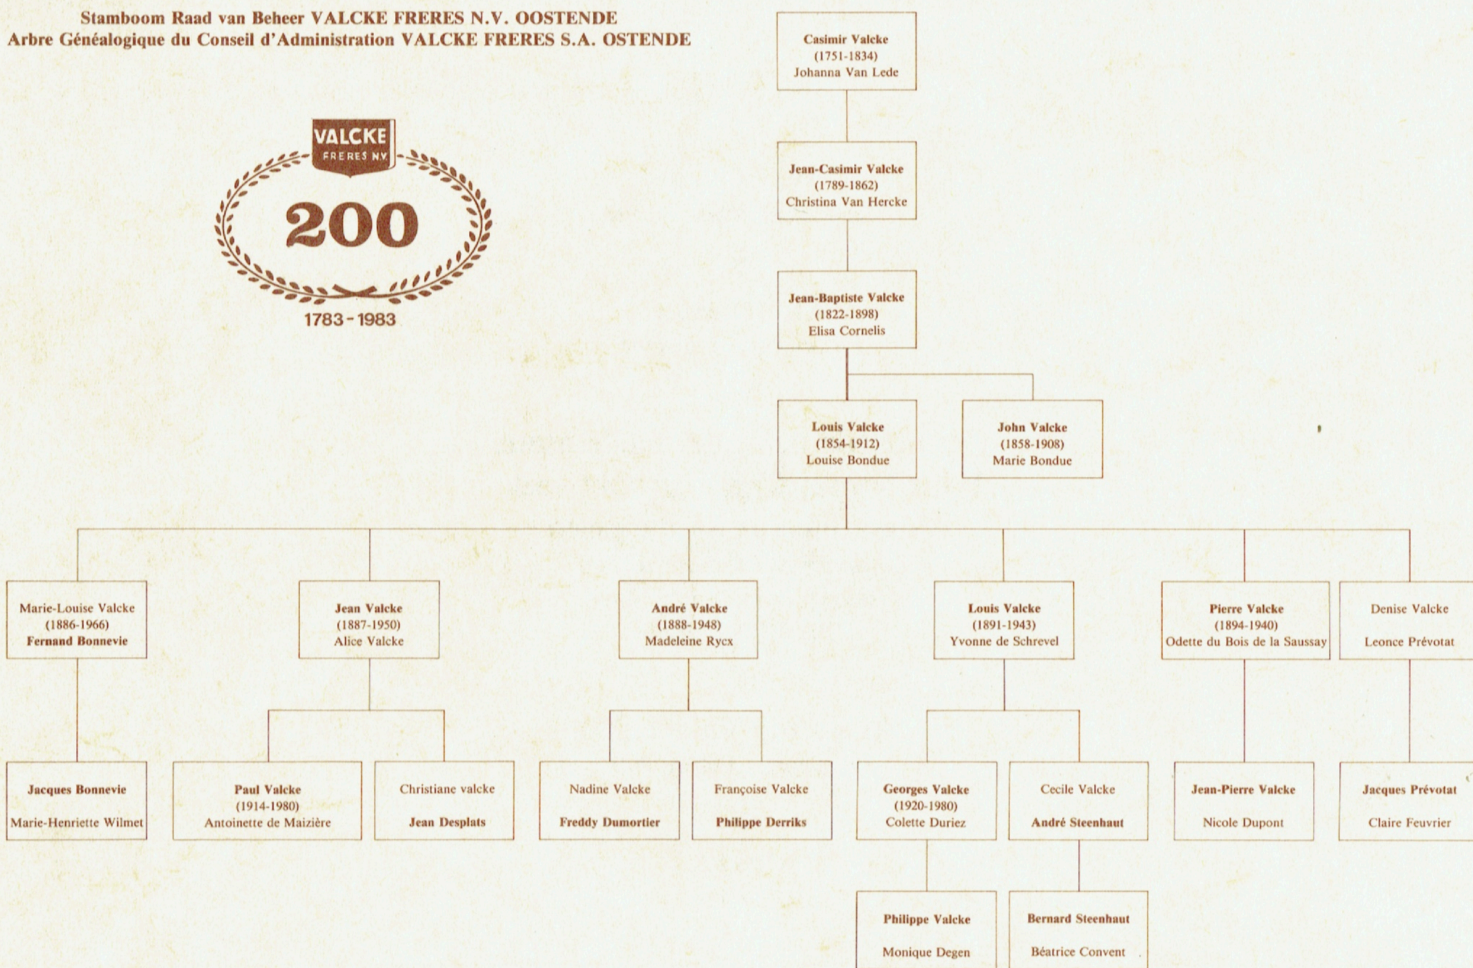 Stamboom Raad van Beheer VALCKE FRERES N.V. OOSTENDE
Arbre Généalogique du Conseil d'Administration VALCKE FRERES S.A. OSTENDE
VALCKE
FRERES NV
200
1783-1983
Casimir Valcke
(1751-1834)
Johanna Van Lede
Jean-Casimir Valcke
(1789-1862)
Christina Van Hercke
Jean-Baptiste Valcke
(1822-1898)
Elisa Cornelis
Louis Valcke
(1854-1912)
Louise Bondue
John Valcke
(1858-1908)
Marie Bondue
Marie-Louise Valcke
(1886-1966)
Fernand Bonnevie
Jean Valcke
(1887-1950)
Alice Valcke
André Valcke
(1888-1948)
Madeleine Rycx
Louis Valcke
(1891-1943)
Yvonne de Schrevel
Pierre Valcke
(1894-1940)
Odette du Bois de la Saussay
Denise Valcke
Leonce Prévotat
Jacques Bonnevie
Marie-Henriette Wilmet
Paul Valcke
(1914-1980)
Antoinette de Maizière
Christiane valcke
Jean Desplats
Nadine Valcke
Freddy Dumortier
Françoise Valcke
Philippe Derriks
Georges Valcke
(1920-1980)
Colette Duriez
Cecile Valcke
André Steenhaut
Jean-Pierre Valcke
Nicole Dupont
Jacques Prévotat
Claire Feuvrier
Philippe Valcke
Monique Degen
Bernard Steenhaut
Béatrice Convent